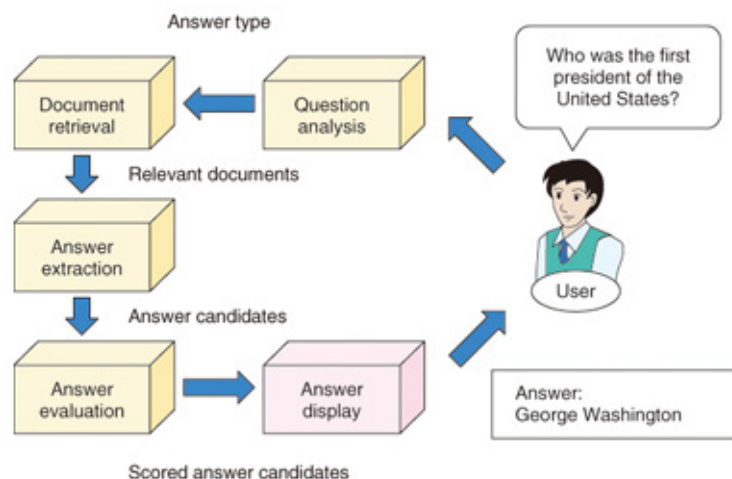 Answer type
Who was the first
president of the
United States?
Document
retrieval
Question
analysis
Relevant documents
Answer
extraction
User
Answer candidates
Answer
evaluation
Answer
display
Answer:
George Washington
Scored answer candidates